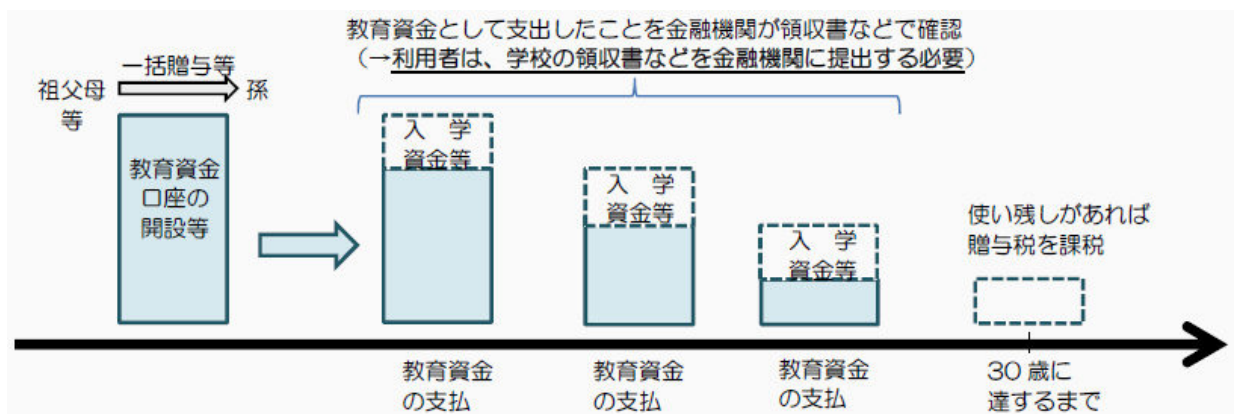 教育資金として支出したことを金融機関が領収書などで確認
（→利用者は、学校の領収書などを金融機関に提出する必要）
一括贈与等
祖父母
等
孫
教育資金
口座の
開設等
入　学
資金等
入　学
資金等
入　学
資金等
使い残しがあれば
贈与税を課税
教育資金
の支払
教育資金
の支払
教育資金
の支払
30 歳に
達するまで